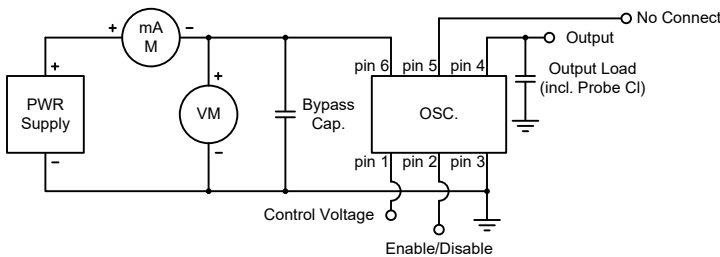 No Connect
+ mA M −
Output
pin 6 pin 5 pin 4
+
+
Output Load
(incl. Probe Cl)
PWR
Supply
VM
Bypass
Cap.
OSC.
−
−
pin 1 pin 2 pin 3
Control Voltage
Enable/Disable